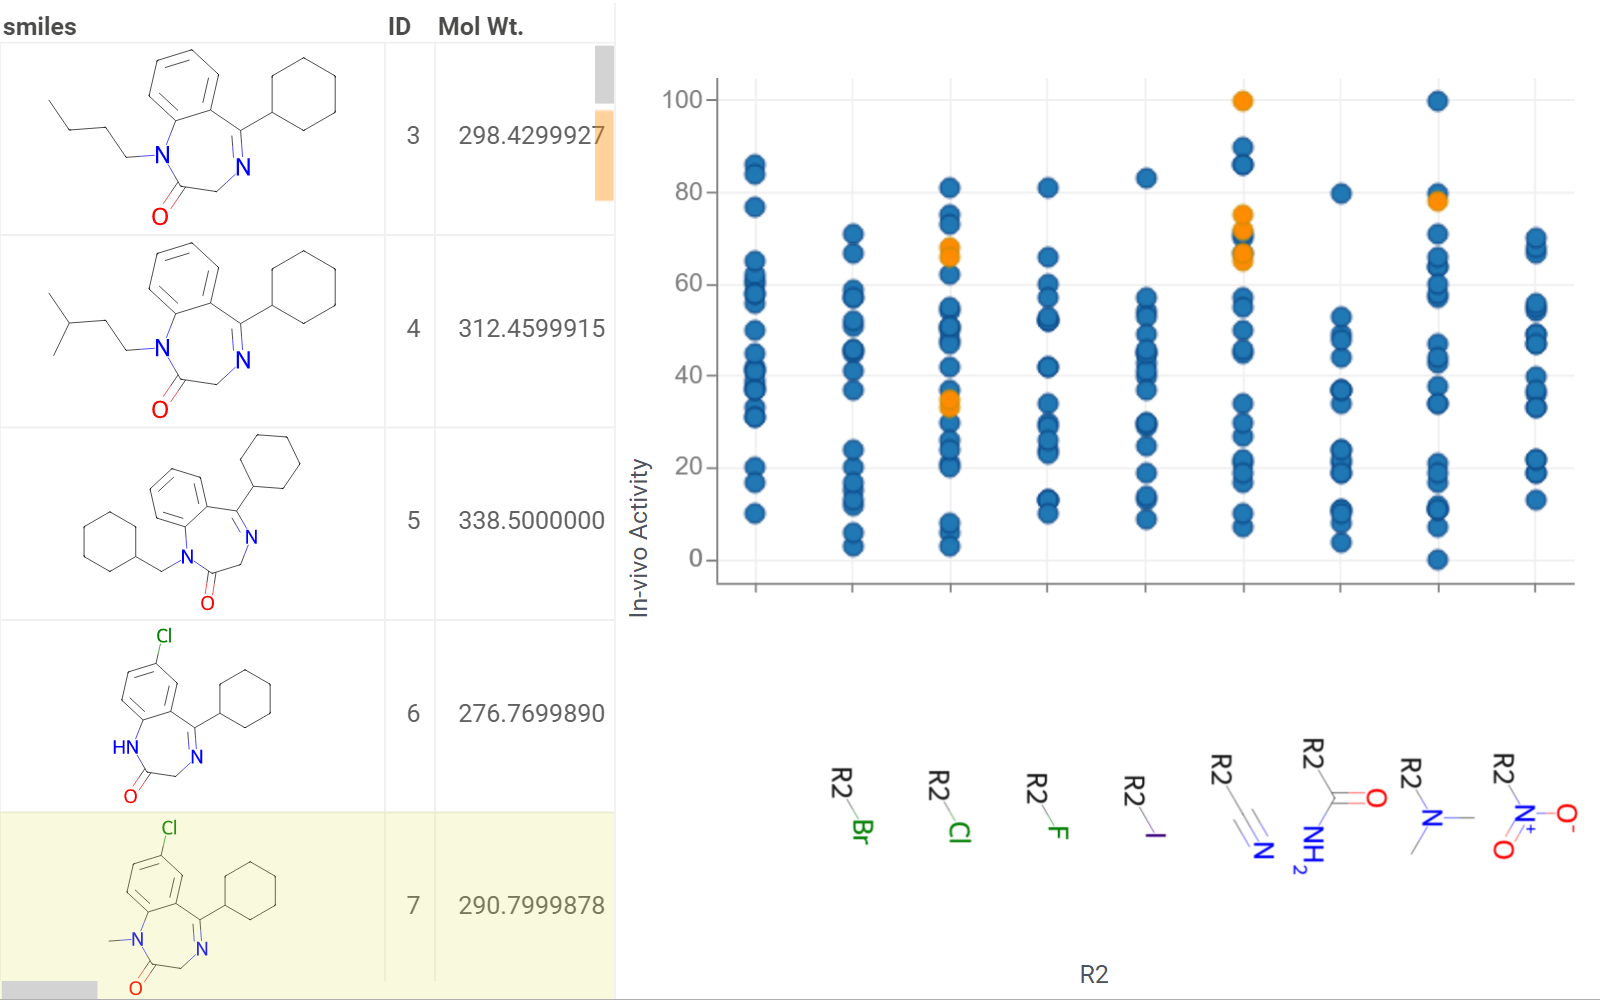 smiles ID Mol Wt.
N N O 3 298.4299927
N N O 4 312.4599915
N N O 5 338.5000000
Cl HN N O 6 276.7699890
Cl N N O 7 290.7999878
In-vivo Activity
100
80
60
40
20
0
R2 Br
R2 Cl
R2 F
R2 I
R2 N
R2 O NH2
R2 N
R2 N+ O- O
R2